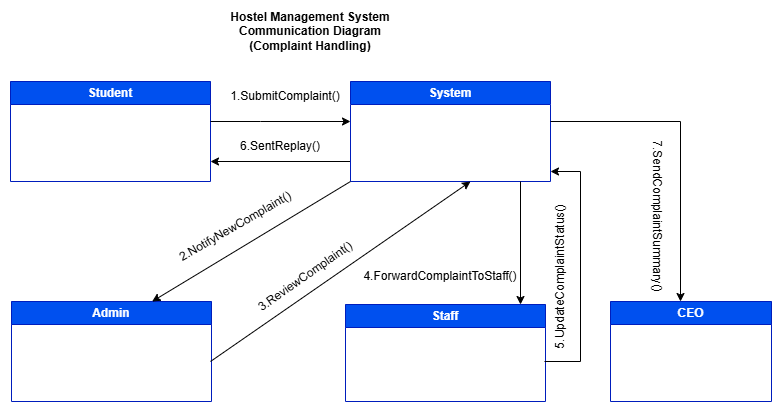 Hostel Management System
Communication Diagram
(Complaint Handling)
Student
1.SubmitComplaint()
System
6.SentReplay()
7.SendComplaintSummary()
2.NotifyNewComplaint()
3.ReviewComplaint()
4.ForwardComplaintToStaff()
5.UpdateComplaintStatus()
Admin
Staff
CEO